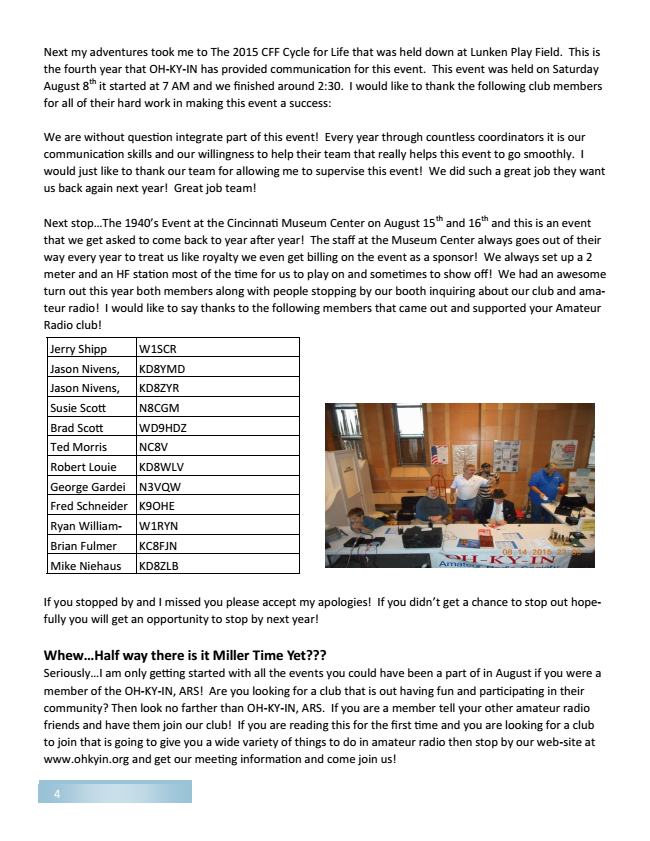 Next my adventures took me to The 2015 CFF Cycle for Life that was held down at Lunken Play Field.  This is
the fourth year that OH-KY-IN has provided communication for this event.  This event was held on Saturday
August 8th it started at 7 AM and we finished around 2:30.  I would like to thank the following club members
for all of their hard work in making this event a success:
We are without question integrate part of this event!  Every year through countless coordinators it is our
communication skills and our willingness to help their team that really helps this event to go smoothly.  I
would just like to thank our team for allowing me to supervise this event!  We did such a great job they want
us back again next year!  Great job team!
Next stop…The 1940’s Event at the Cincinnati Museum Center on August 15th and 16th and this is an event
that we get asked to come back to year after year!  The staff at the Museum Center always goes out of their
way every year to treat us like royalty we even get billing on the event as a sponsor!  We always set up a 2
meter and an HF station most of the time for us to play on and sometimes to show off!  We had an awesome
turn out this year both members along with people stopping by our booth inquiring about our club and ama-
teur radio!  I would like to say thanks to the following members that came out and supported your Amateur
Radio club!
Jerry Shipp W1SCR
Jason Nivens, KD8YMD
Jason Nivens, KD8ZYR
Susie Scott N8CGM
Brad Scott WD9HDZ
Ted Morris NC8V
Robert Louie KD8WLV
George Gardei N3VQW
Fred Schneider K9OHE
Ryan William- W1RYN
Brian Fulmer KC8FJN
Mike Niehaus KD8ZLB
08 14 2015
OH-KY-IN
Amateur Radio Society
If you stopped by and I missed you please accept my apologies!  If you didn’t get a chance to stop out hope-
fully you will get an opportunity to stop by next year!
Whew…Half way there is it Miller Time Yet???
Seriously…I am only getting started with all the events you could have been a part of in August if you were a
member of the OH-KY-IN, ARS!  Are you looking for a club that is out having fun and participating in their
community? Then look no farther than OH-KY-IN, ARS.  If you are a member tell your other amateur radio
friends and have them join our club!  If you are reading this for the first time and you are looking for a club
to join that is going to give you a wide variety of things to do in amateur radio then stop by our web-site at
www.ohkyin.org and get our meeting information and come join us!
4